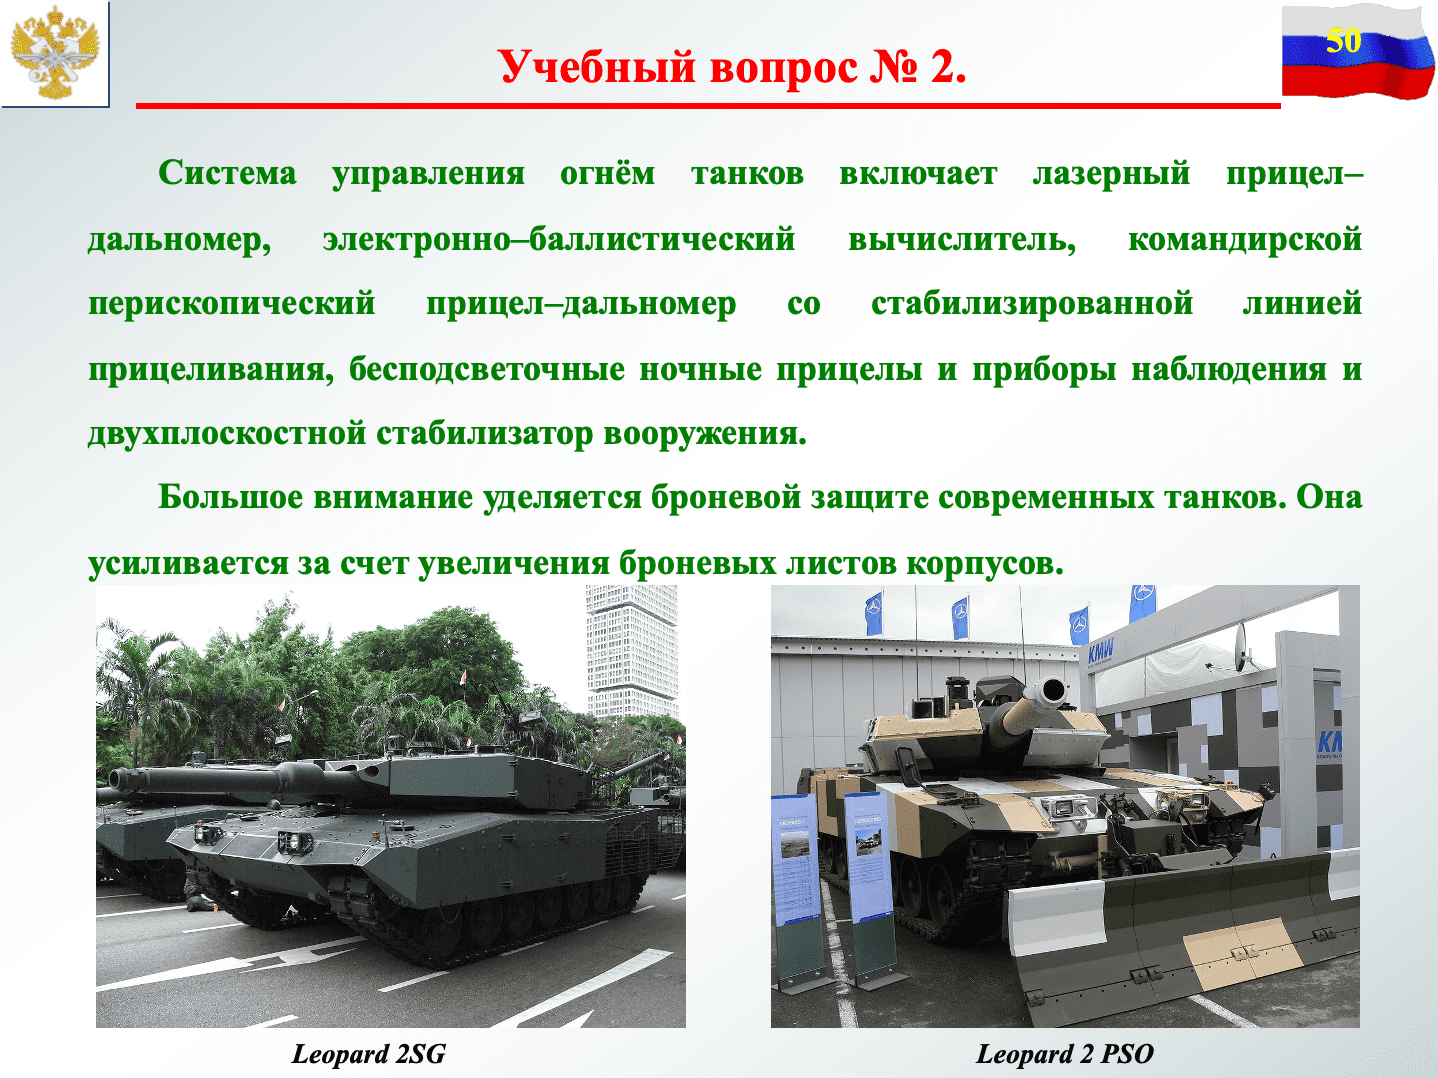 50
Учебный вопрос № 2.
Система управления огнём танков включает лазерный прицел–
дальномер, электронно–баллистический вычислитель, командирской
перископический прицел–дальномер со стабилизированной линией
прицеливания, бесподсветочные ночные прицелы и приборы наблюдения и
двухплоскостной стабилизатор вооружения.
Большое внимание уделяется броневой защите современных танков. Она
усиливается за счет увеличения броневых листов корпусов.
KMW
Leopard 2SG
Leopard 2 PSO